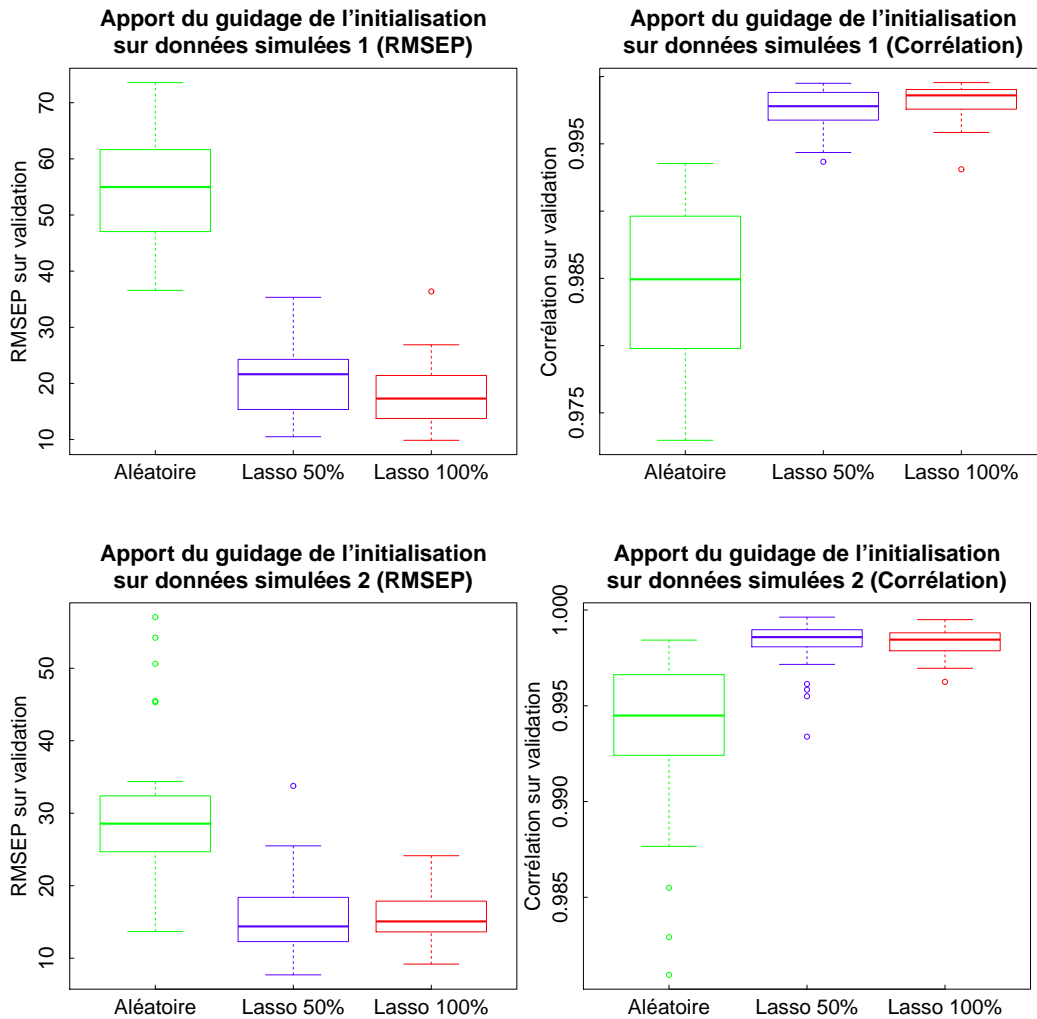 Apport du guidage de l’initialisation
sur données simulées 1 (RMSEP)
RMSEP sur validation
70
60
50
40
30
20
10
Aléatoire Lasso 50% Lasso 100%
Apport du guidage de l’initialisation
sur données simulées 1 (Corrélation)
Corrélation sur validation
0.995
0.985
0.975
Aléatoire Lasso 50% Lasso 100%
Apport du guidage de l’initialisation
sur données simulées 2 (RMSEP)
RMSEP sur validation
50
40
30
20
10
Aléatoire Lasso 50% Lasso 100%
Apport du guidage de l’initialisation
sur données simulées 2 (Corrélation)
Corrélation sur validation
1.000
0.995
0.990
0.985
Aléatoire Lasso 50% Lasso 100%